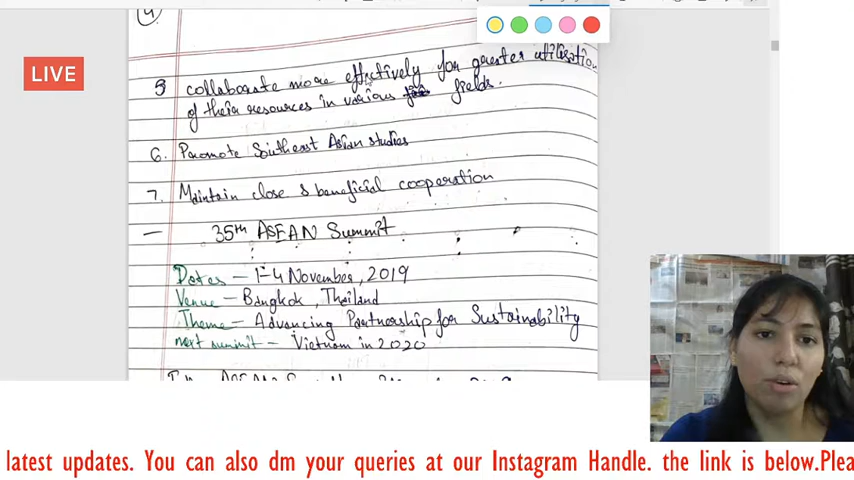 (4)
LIVE
5 collaborate more effectively for greater utilisation
of their resources in various fields.
6. Promote Southeast Asian studies
7. Maintain close & beneficial cooperation
— 35th ASEAN Summit
Dates – 1-4 November, 2019
Venue – Bangkok, Thailand
Theme – Advancing Partnership for Sustainability
next summit – Vietnam in 2020
latest updates. You can also dm your queries at our Instagram Handle. the link is below.Plea